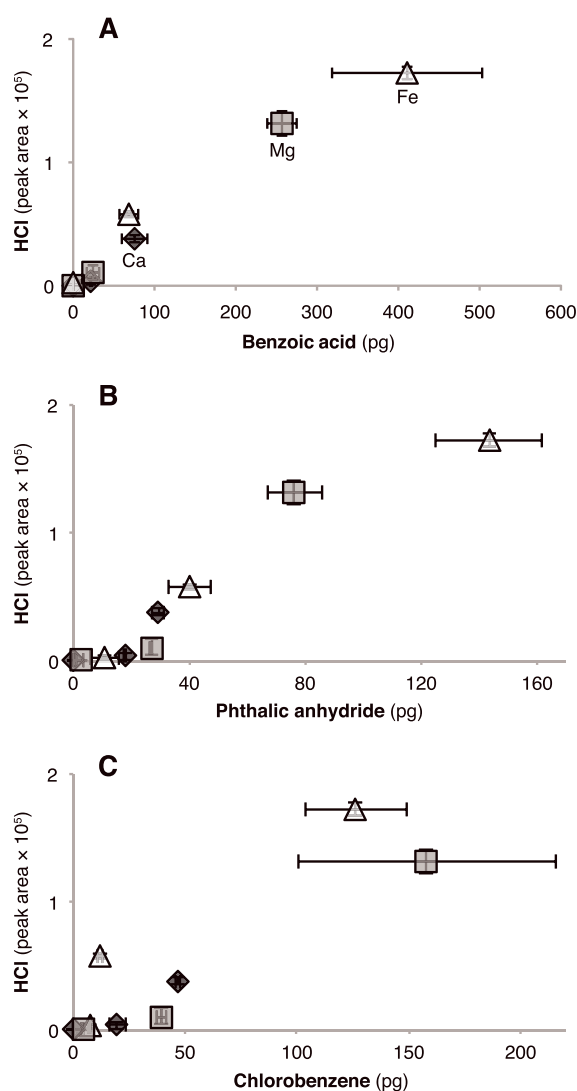 A
2
1
0
HCl (peak area × 10⁵)
Fe
Mg
Ca
0 100 200 300 400 500 600
Benzoic acid (pg)
B
2
1
0
HCl (peak area × 10⁵)
0 40 80 120 160
Phthalic anhydride (pg)
C
2
1
0
HCl (peak area × 10⁵)
0 50 100 150 200
Chlorobenzene (pg)